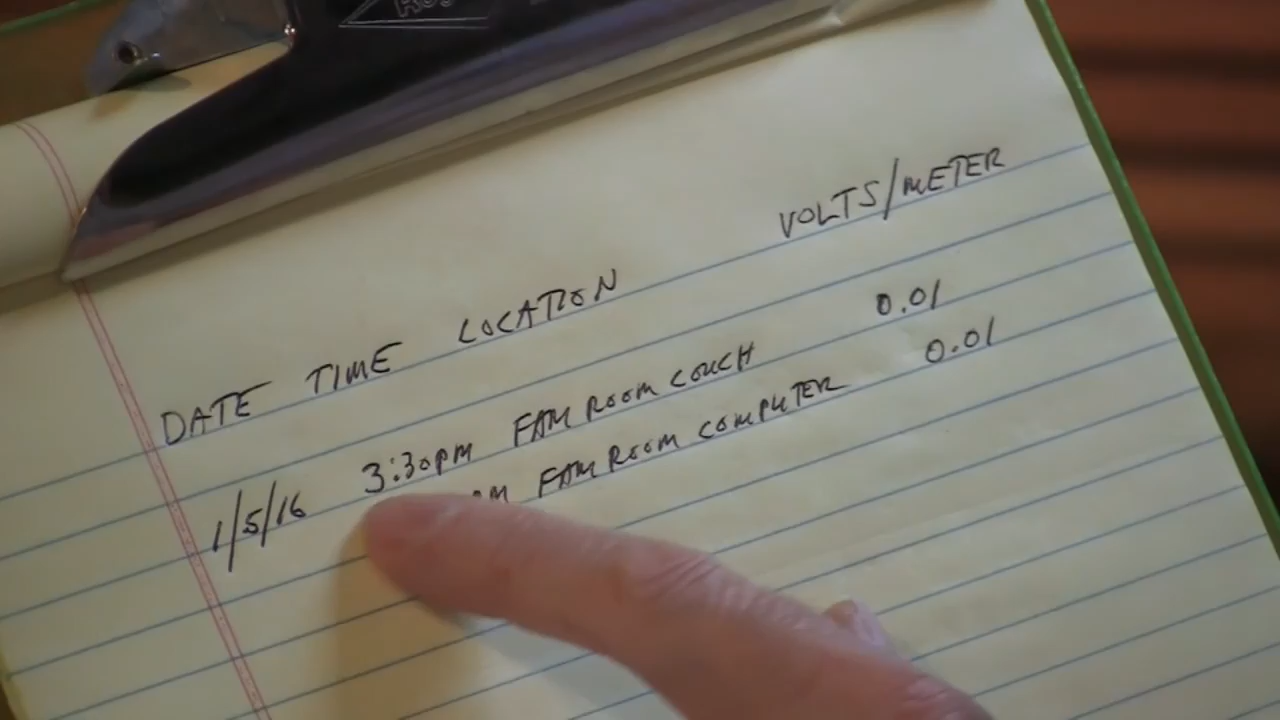 DATE TIME LOCATION VOLTS/METER
1/5/16 3:30PM FAM ROOM COUCH 0.01
PM FAM ROOM COMPUTER 0.01